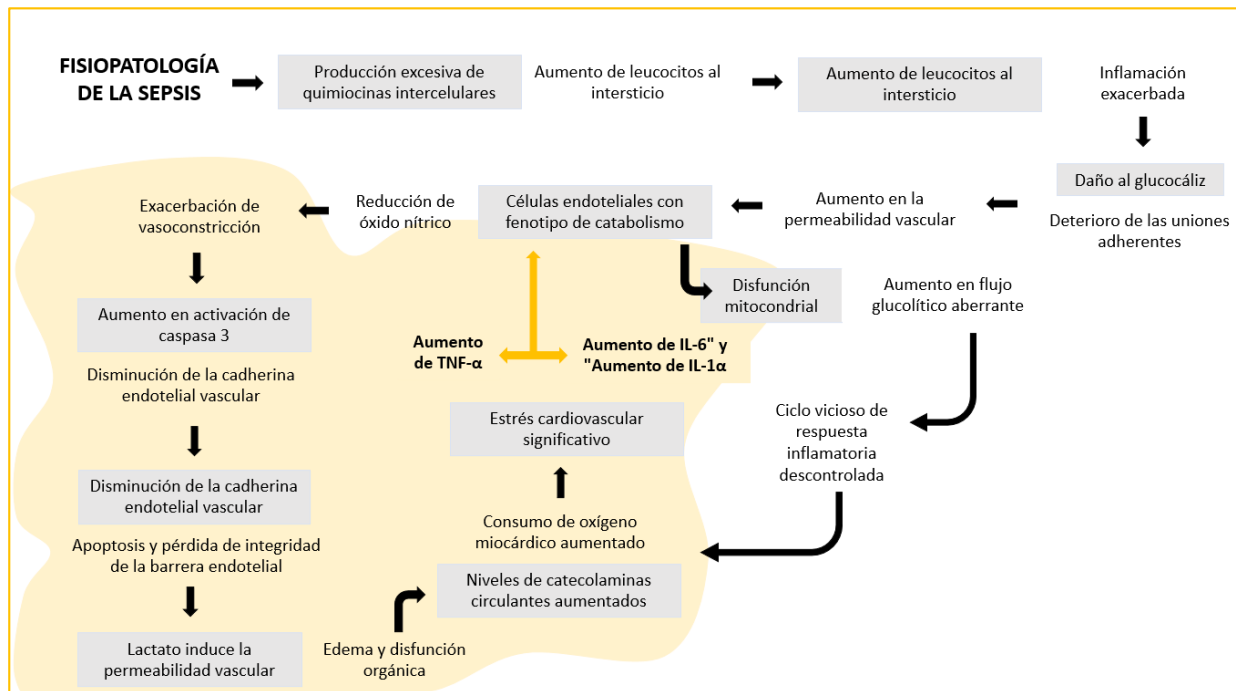 FISIOPATOLOGÍA
DE LA SEPSIS
Producción excesiva de
quimiocinas intercelulares
Aumento de leucocitos al
intersticio
Aumento de leucocitos al
intersticio
Inflamación
exacerbada
Daño al glucocáliz
Deterioro de las uniones
adherentes
Aumento en la
permeabilidad vascular
Células endoteliales con
fenotipo de catabolismo
Reducción de
óxido nítrico
Exacerbación de
vasoconstricción
Disfunción
mitocondrial
Aumento en flujo
glucolítico aberrante
Aumento en activación de
caspasa 3
Aumento
de TNF-α
Aumento de IL-6" y
"Aumento de IL-1α
Disminución de la cadherina
endotelial vascular
Estrés cardiovascular
significativo
Ciclo vicioso de
respuesta
inflamatoria
descontrolada
Disminución de la cadherina
endotelial vascular
Consumo de oxígeno
miocárdico aumentado
Apoptosis y pérdida de integridad
de la barrera endotelial
Niveles de catecolaminas
circulantes aumentados
Lactato induce la
permeabilidad vascular
Edema y disfunción
orgánica